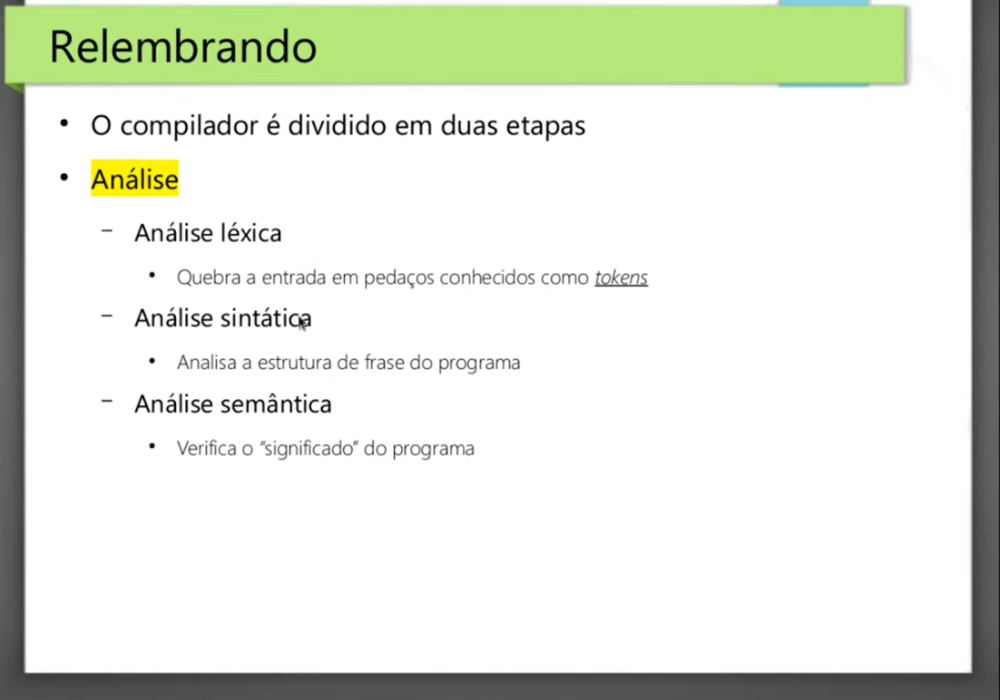 Relembrando
• O compilador é dividido em duas etapas
• Análise
– Análise léxica
• Quebra a entrada em pedaços conhecidos como tokens
– Análise sintática
• Analisa a estrutura de frase do programa
– Análise semântica
• Verifica o “significado” do programa